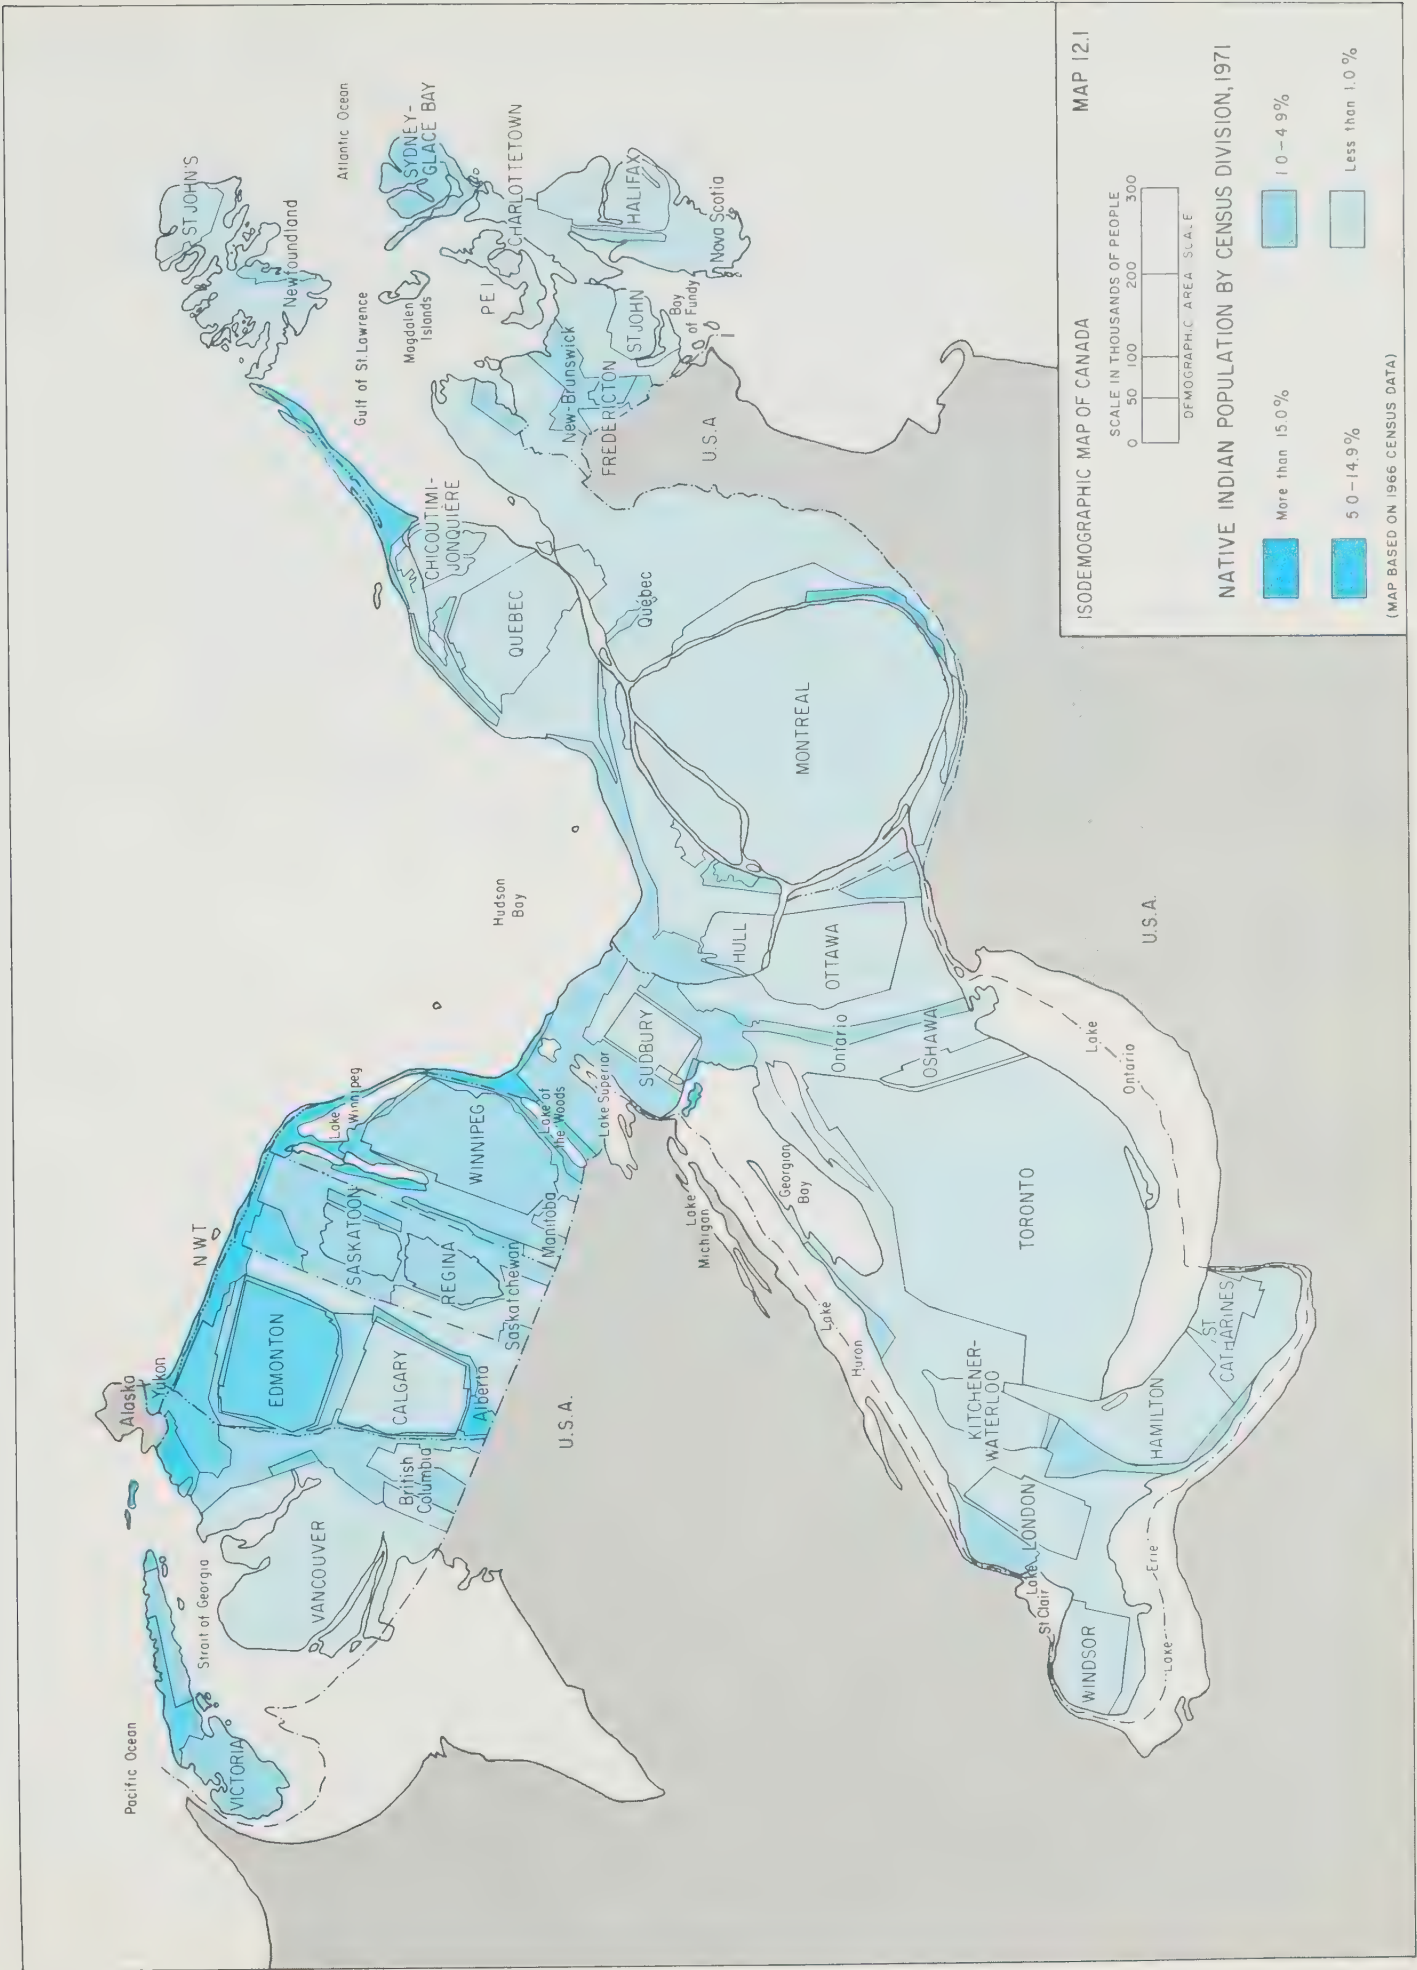 ISODEMOGRAPHIC MAP OF CANADA
MAP 12.1
SCALE IN THOUSANDS OF PEOPLE
0 50 100 200 300
DEMOGRAPHIC AREA SCALE
NATIVE INDIAN POPULATION BY CENSUS DIVISION, 1971
More than 15.0%
1 0 - 4 9%
5 0 - 14.9%
Less than 1.0 %
(MAP BASED ON 1966 CENSUS DATA)
Pacific Ocean
VICTORIA
Strait of Georgia
VANCOUVER
British
Columbia
Alaska
Yukon
N W T
EDMONTON
CALGARY
Alberta
SASKATOON
REGINA
Saskatchewan
Lake
Winnipeg
WINNIPEG
Manitoba
Lake of
the Woods
Lake Superior
U.S.A.
Hudson
Bay
SUDBURY
Lake
Michigan
Georgian
Bay
Lake
Huron
HULL
OTTAWA
Ontario
OSHAWA
TORONTO
Lake
Ontario
KITCHENER-
WATERLOO
HAMILTON
ST
CATHARINES
LONDON
Lake
St Clair
WINDSOR
Lake
Erie
U.S.A.
MONTREAL
Québec
QUEBEC
CHICOUTIMI-
JONQUIÈRE
Gulf of St.Lawrence
Magdalen
Islands
Newfoundland
ST JOHN'S
Atlantic Ocean
SYDNEY-
GLACE BAY
P E I
CHARLOTTETOWN
HALIFAX
Nova Scotia
New-Brunswick
ST JOHN
Bay
of Fundy
FREDERICTON
U.S.A